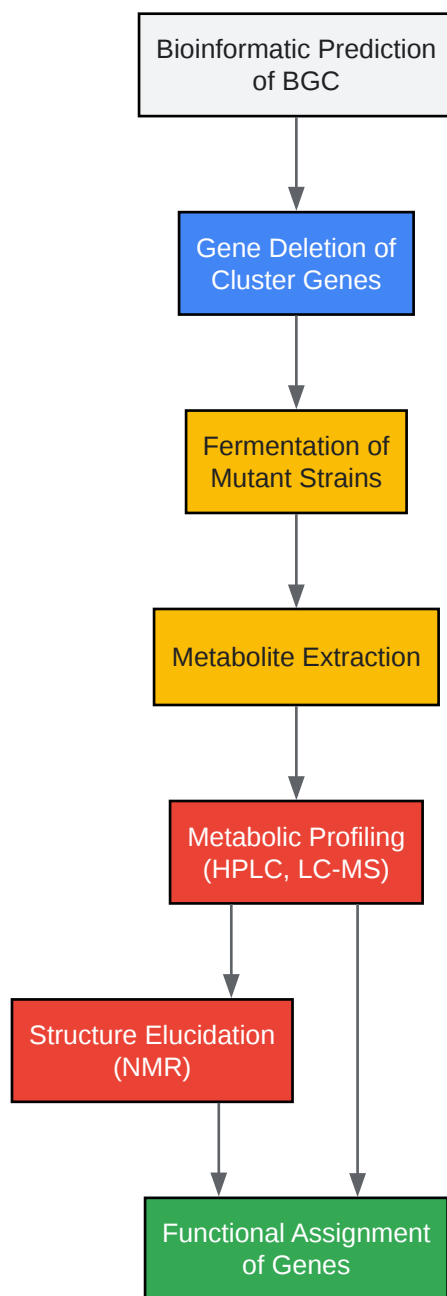 Bioinformatic Prediction
of BGC
Gene Deletion of
Cluster Genes
Fermentation of
Mutant Strains
Metabolite Extraction
Metabolic Profiling
(HPLC, LC-MS)
Structure Elucidation
(NMR)
Functional Assignment
of Genes